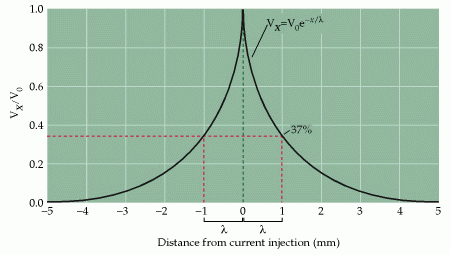 1.0
0.8
0.6
0.4
0.2
0.0
Vx/V0
Vx=V0e−x/λ
37%
−5 −4 −3 −2 −1 0 1 2 3 4 5
λ λ
Distance from current injection (mm)